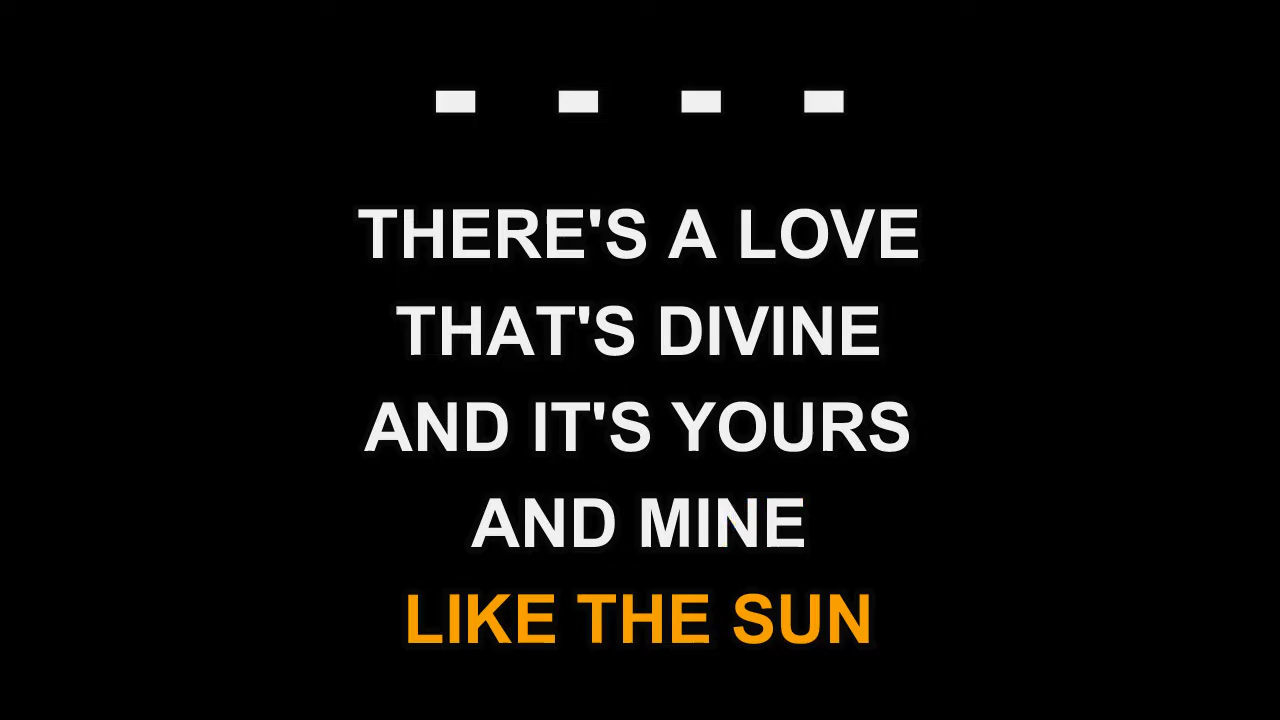 - - - -
THERE'S A LOVE
THAT'S DIVINE
AND IT'S YOURS
AND MINE
LIKE THE SUN